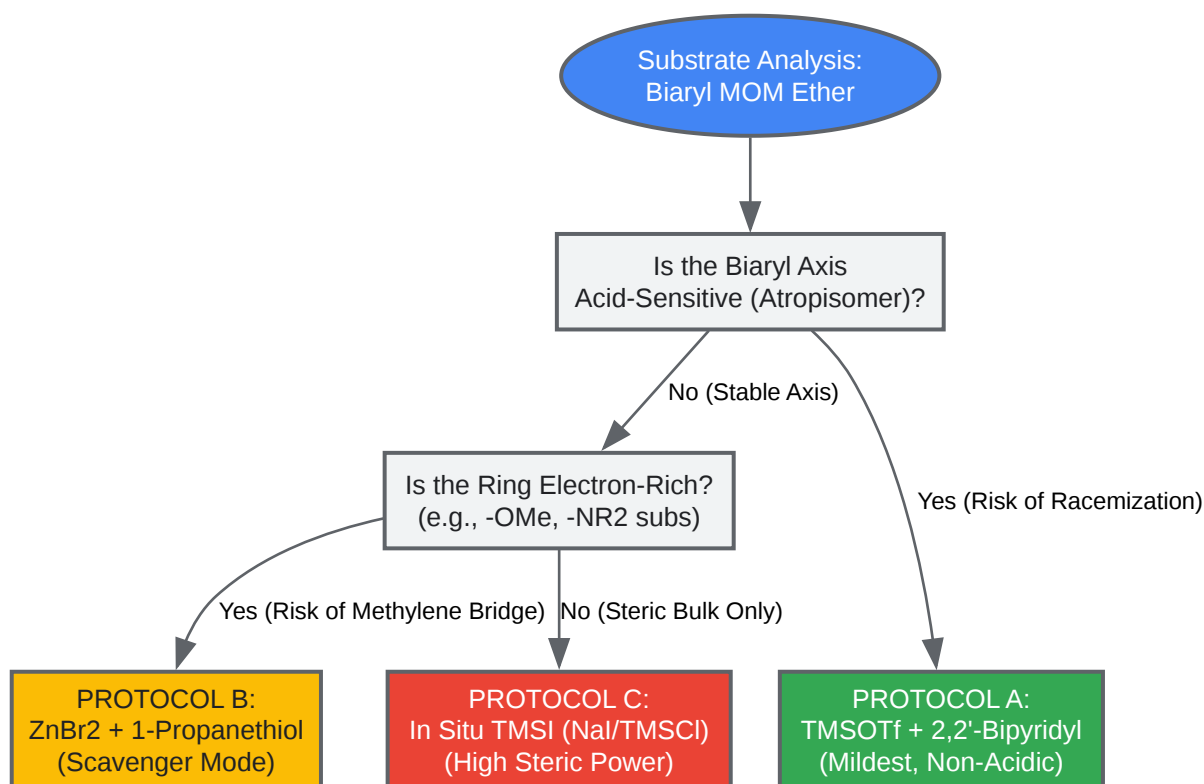 Substrate Analysis:
Biaryl MOM Ether
Is the Biaryl Axis
Acid-Sensitive (Atropisomer)?
No (Stable Axis)
Is the Ring Electron-Rich?
(e.g., -OMe, -NR2 subs)
Yes (Risk of Racemization)
Yes (Risk of Methylene Bridge)
No (Steric Bulk Only)
PROTOCOL B:
ZnBr2 + 1-Propanethiol
(Scavenger Mode)
PROTOCOL C:
In Situ TMSI (NaI/TMSCl)
(High Steric Power)
PROTOCOL A:
TMSOTf + 2,2'-Bipyridyl
(Mildest, Non-Acidic)